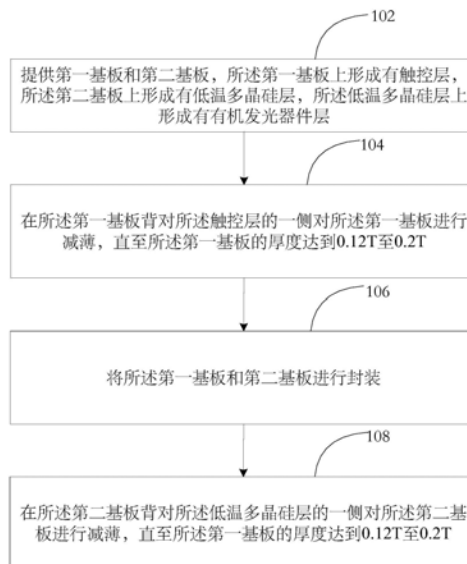 102
提供第一基板和第二基板，所述第一基板上形成有触控层，
所述第二基板上形成有低温多晶硅层，所述低温多晶硅层上
形成有有机发光器件层
104
在所述第一基板背对所述触控层的一侧对所述第一基板进行
减薄，直至所述第一基板的厚度达到0.12T至0.2T
106
将所述第一基板和第二基板进行封装
108
在所述第二基板背对所述低温多晶硅层的一侧对所述第二基
板进行减薄，直至所述第一基板的厚度达到0.12T至0.2T